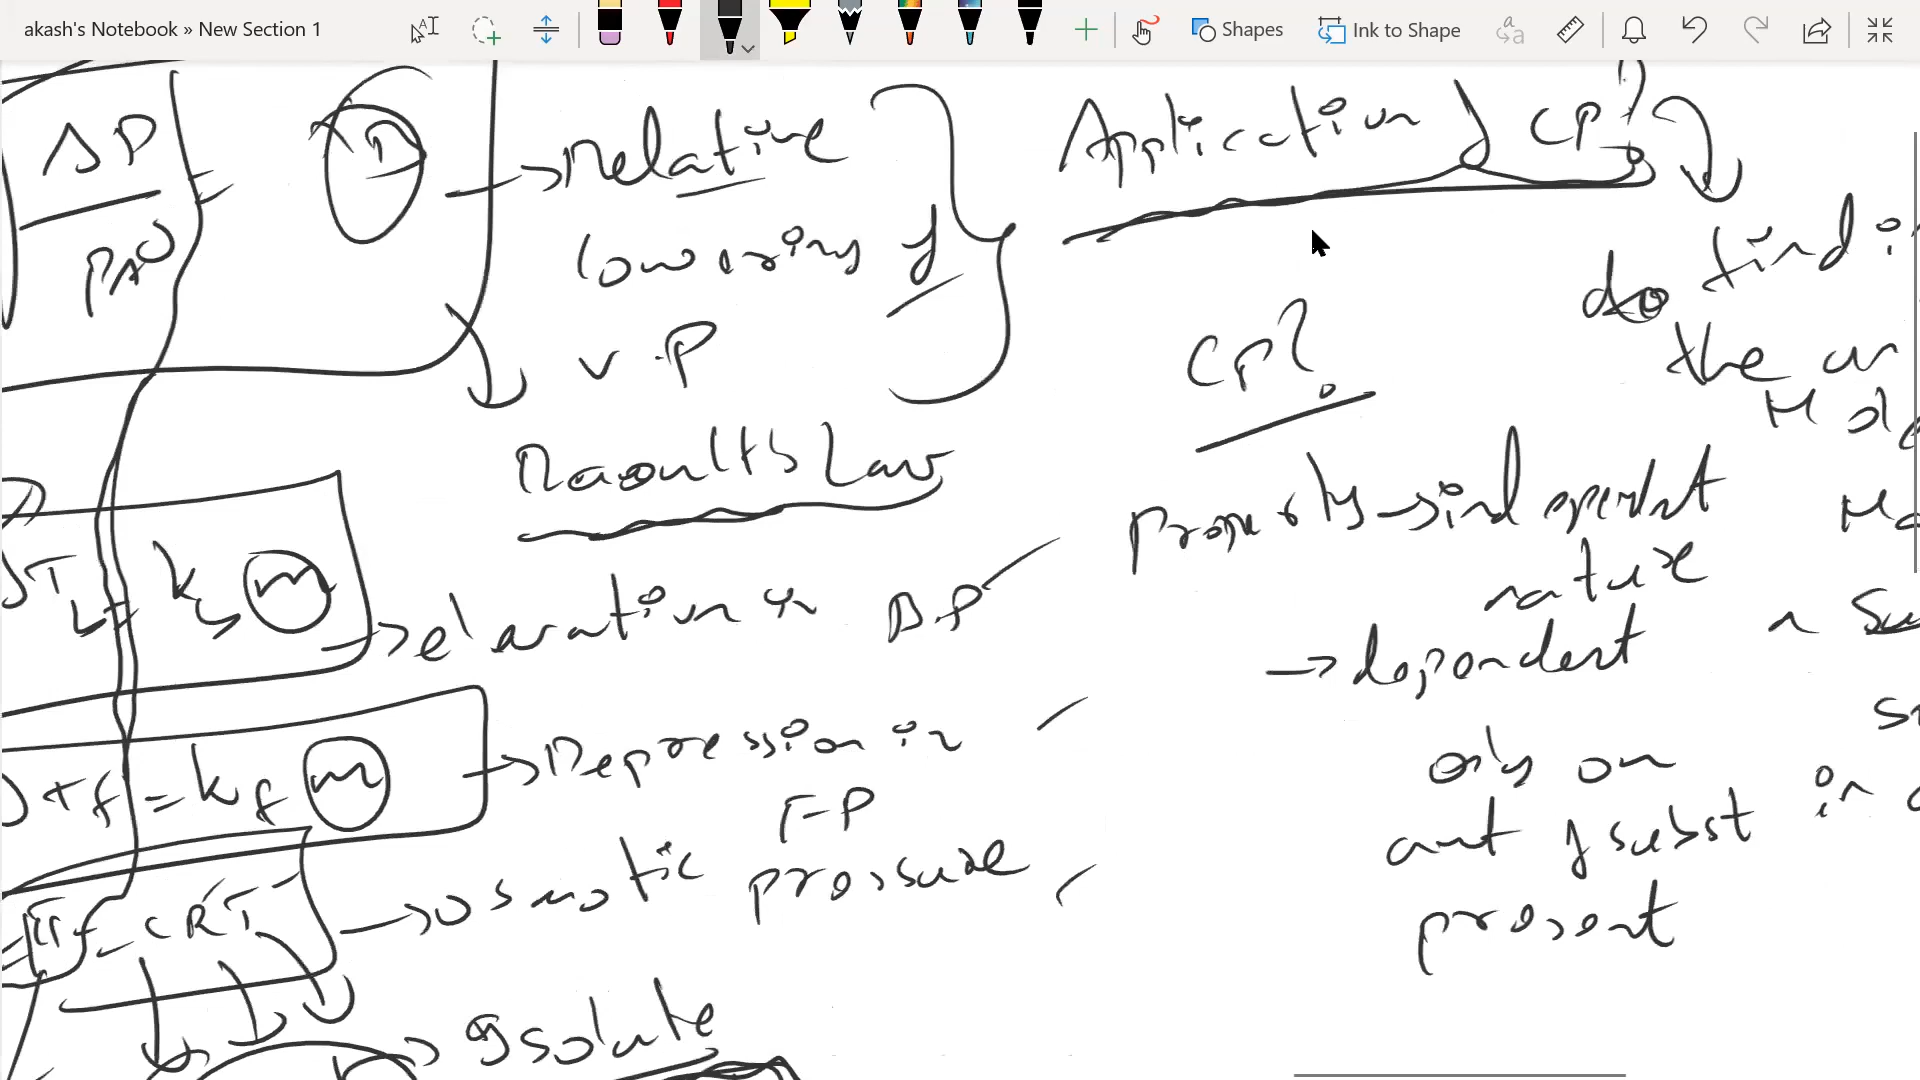 akash's Notebook » New Section 1
Shapes
Ink to Shape
ΔP
PA°
→ Relative
lowering of
V.P
Raoult's Law
ΔTb = kb m
→ elevation in B.P
ΔTf = kf m
→ Depression in
F.P
π = CRT
→ osmotic pressure
→ solute
Application of CP?
do find
the un
CP?
Property → independent
nature
→ dependent
only on
amt of subst
present
in